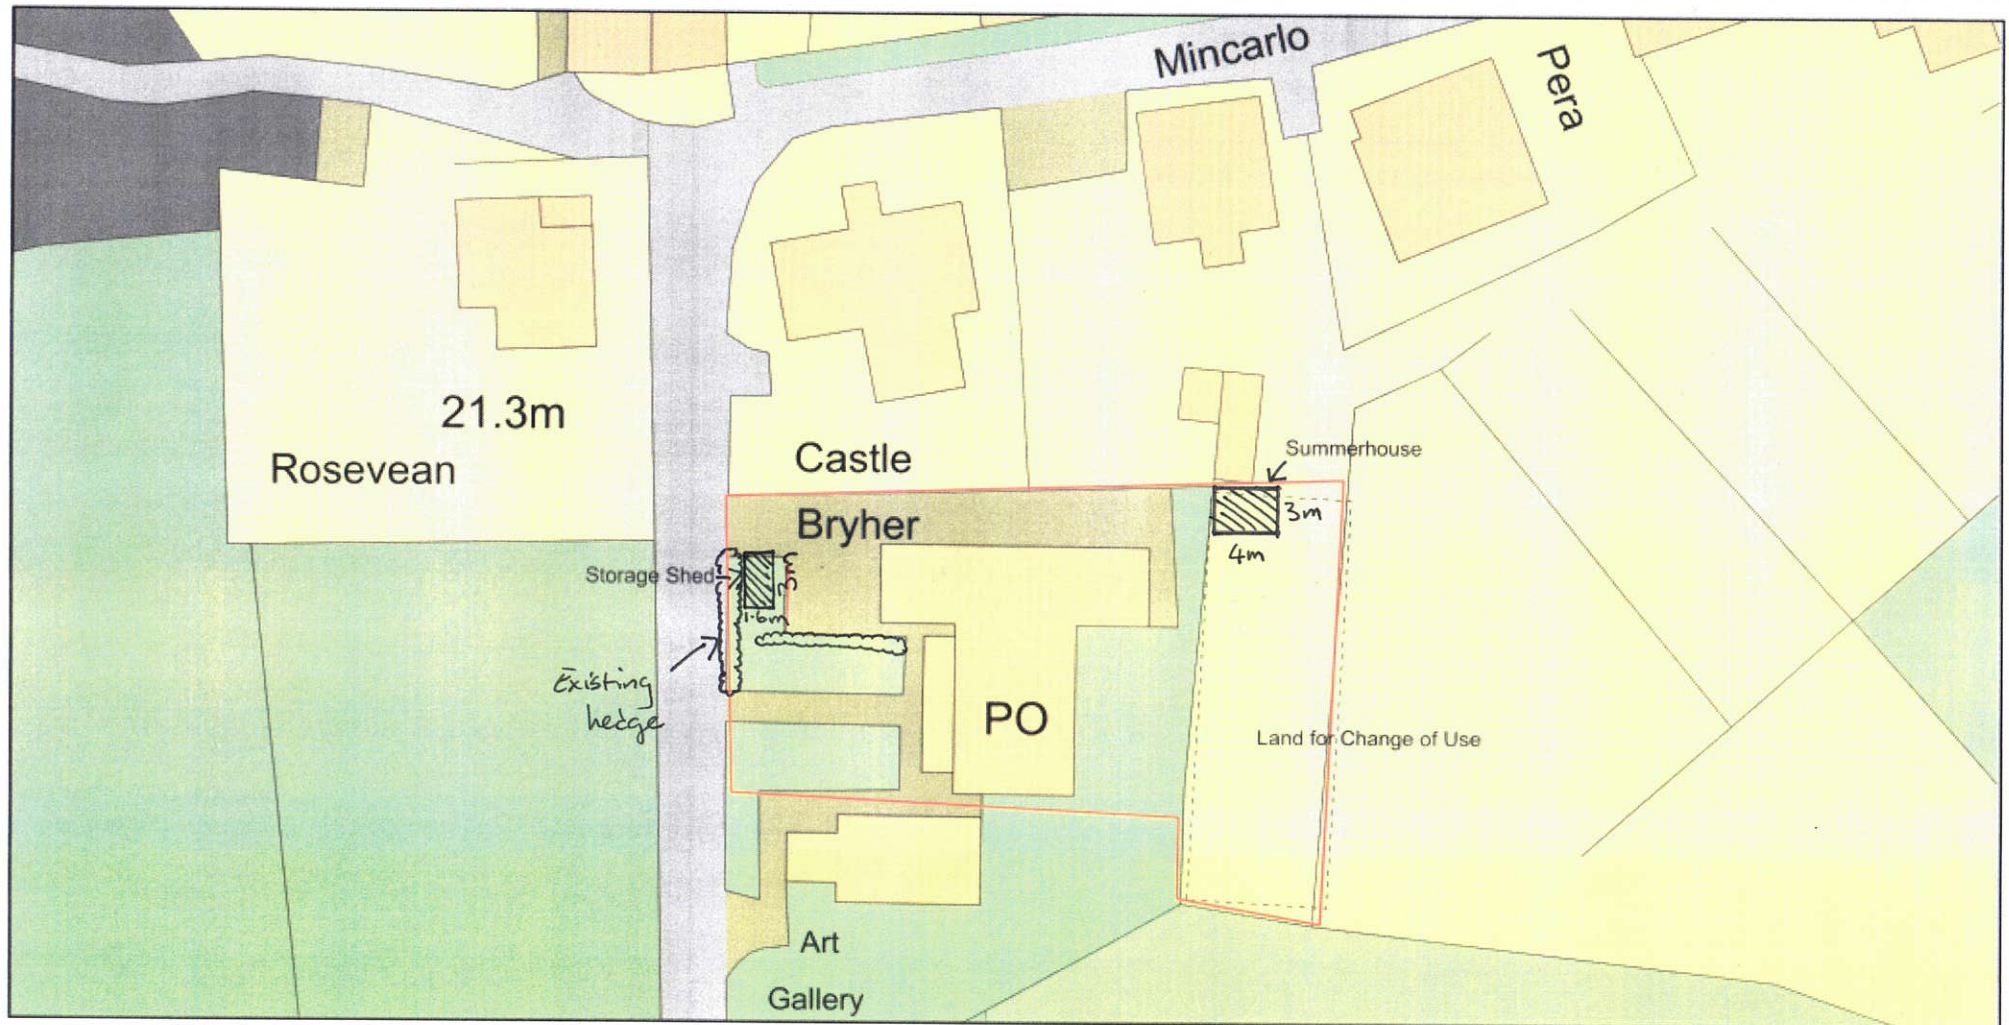 Mincarlo
Pera
21.3m
Rosevean
Castle
Bryher
Summerhouse
3m
4m
Storage Shed
3m
1.6m
Existing
hedge
PO
Land for Change of Use
Art
Gallery